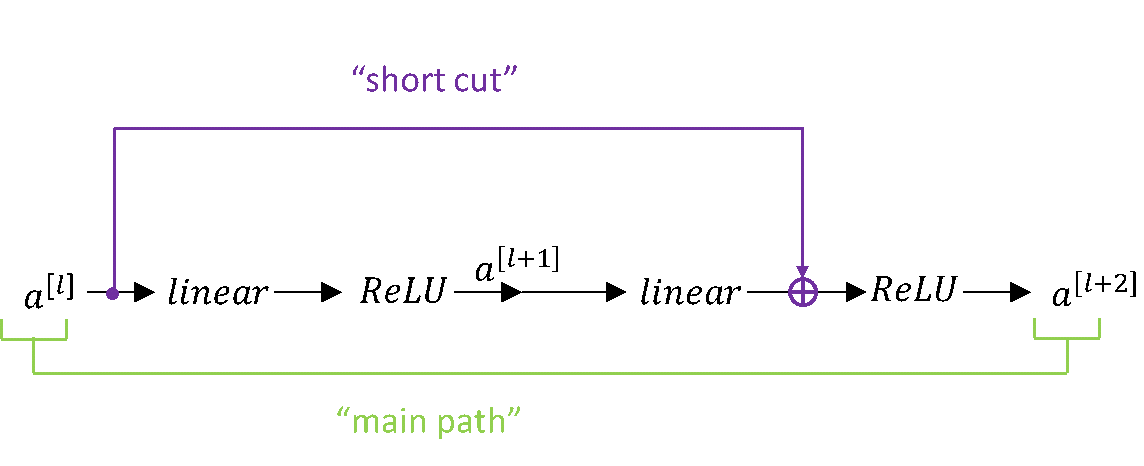 “short cut”
a^[l] linear ReLU a^[l+1] linear ReLU a^[l+2]
“main path”